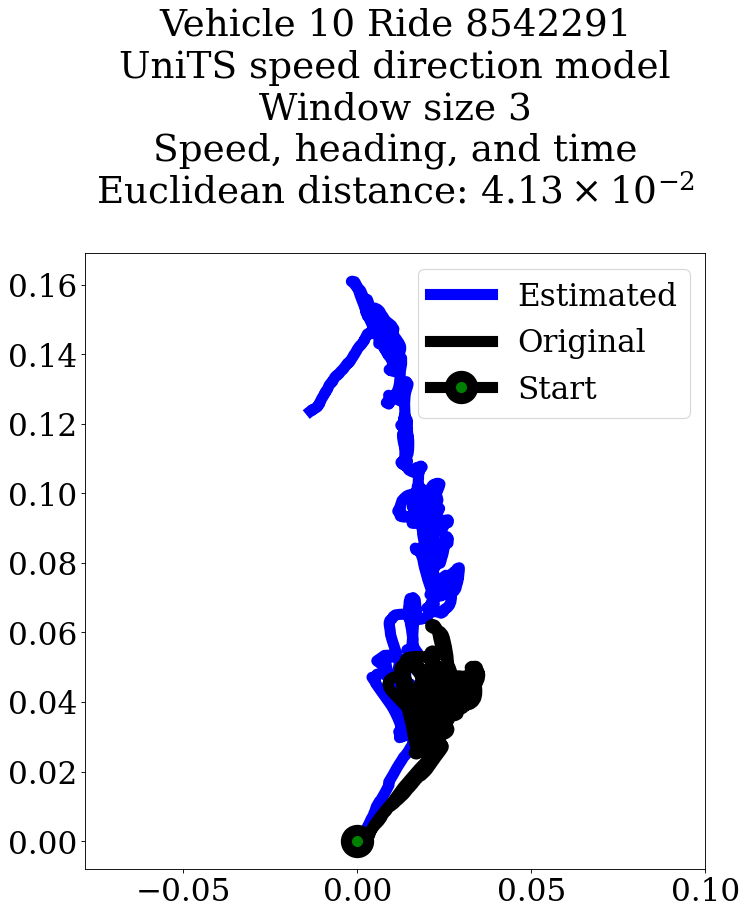 Vehicle 10 Ride 8542291
UniTS speed direction model
Window size 3
Speed, heading, and time
Euclidean distance: 4.13 × 10⁻²
Estimated
Original
Start
0.16
0.14
0.12
0.10
0.08
0.06
0.04
0.02
0.00
−0.05 0.00 0.05 0.10